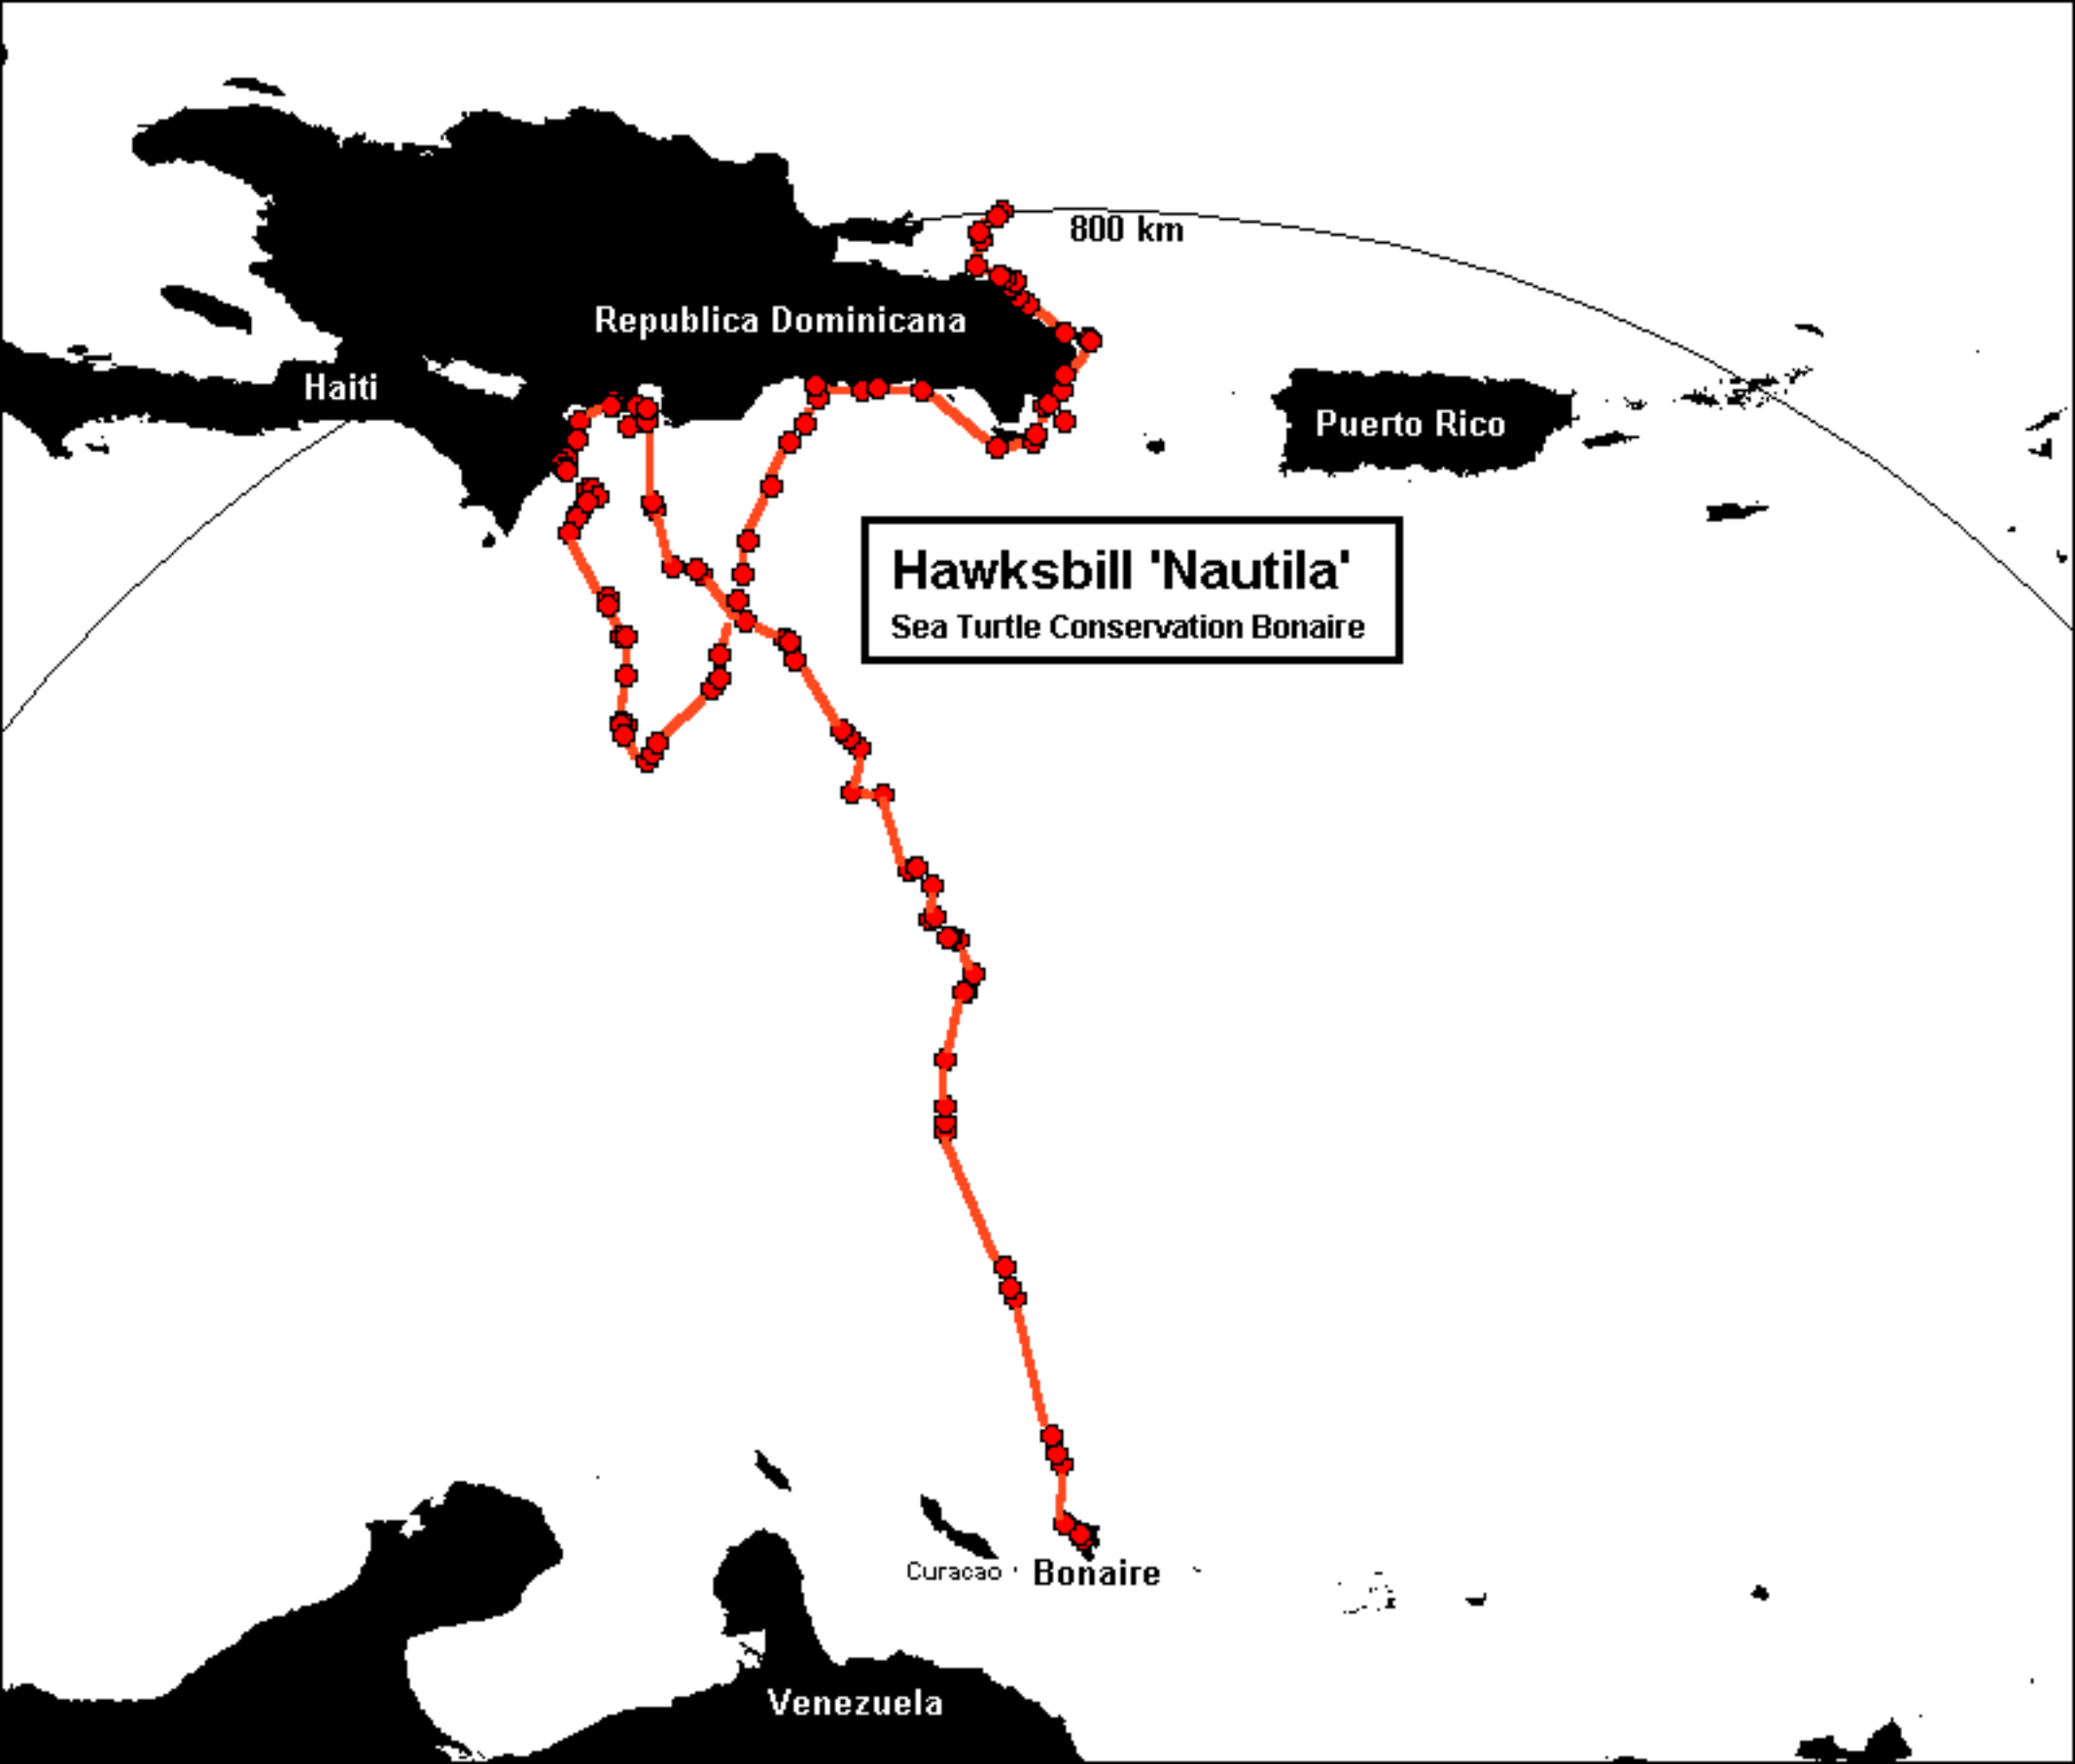 800 km
Republica Dominicana
Haiti
Puerto Rico
Hawksbill 'Nautila'
Sea Turtle Conservation Bonaire
Curacao
Bonaire
Venezuela